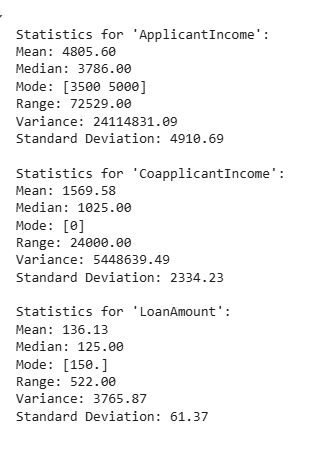 Statistics for 'ApplicantIncome':
Mean: 4805.60
Median: 3786.00
Mode: [3500 5000]
Range: 72529.00
Variance: 24114831.09
Standard Deviation: 4910.69
Statistics for 'CoapplicantIncome':
Mean: 1569.58
Median: 1025.00
Mode: [0]
Range: 24000.00
Variance: 5448639.49
Standard Deviation: 2334.23
Statistics for 'LoanAmount':
Mean: 136.13
Median: 125.00
Mode: [150.]
Range: 522.00
Variance: 3765.87
Standard Deviation: 61.37